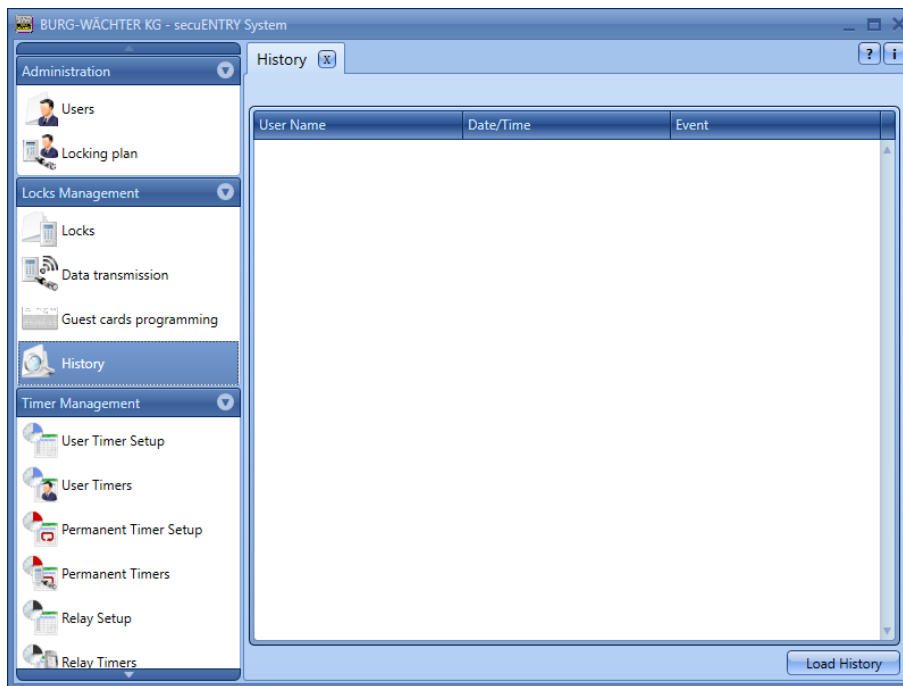 BURG-WÄCHTER KG - secuENTRY System
Administration
Users
Locking plan
Locks Management
Locks
Data transmission
Guest cards programming
History
Timer Management
User Timer Setup
User Timers
Permanent Timer Setup
Permanent Timers
Relay Setup
Relay Timers
History x
? i
User Name Date/Time Event
Load History